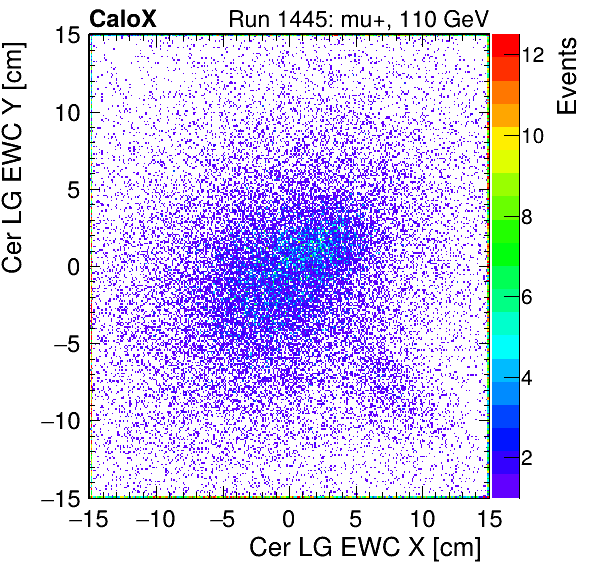 CaloX Run 1445: mu+, 110 GeV
Cer LG EWC Y [cm]
15
10
5
0
−5
−10
−15
−15 −10 −5 0 5 10 15
Cer LG EWC X [cm]
Events
12
10
8
6
4
2